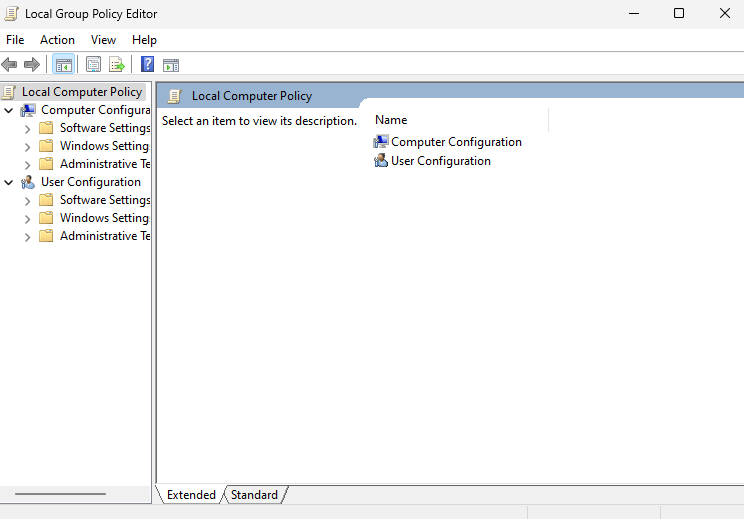 Local Group Policy Editor
File Action View Help
Local Computer Policy
Computer Configura
Software Settings
Windows Setting
Administrative Te
User Configuration
Software Settings
Windows Setting
Administrative Te
Local Computer Policy
Select an item to view its description.
Name
Computer Configuration
User Configuration
Extended Standard